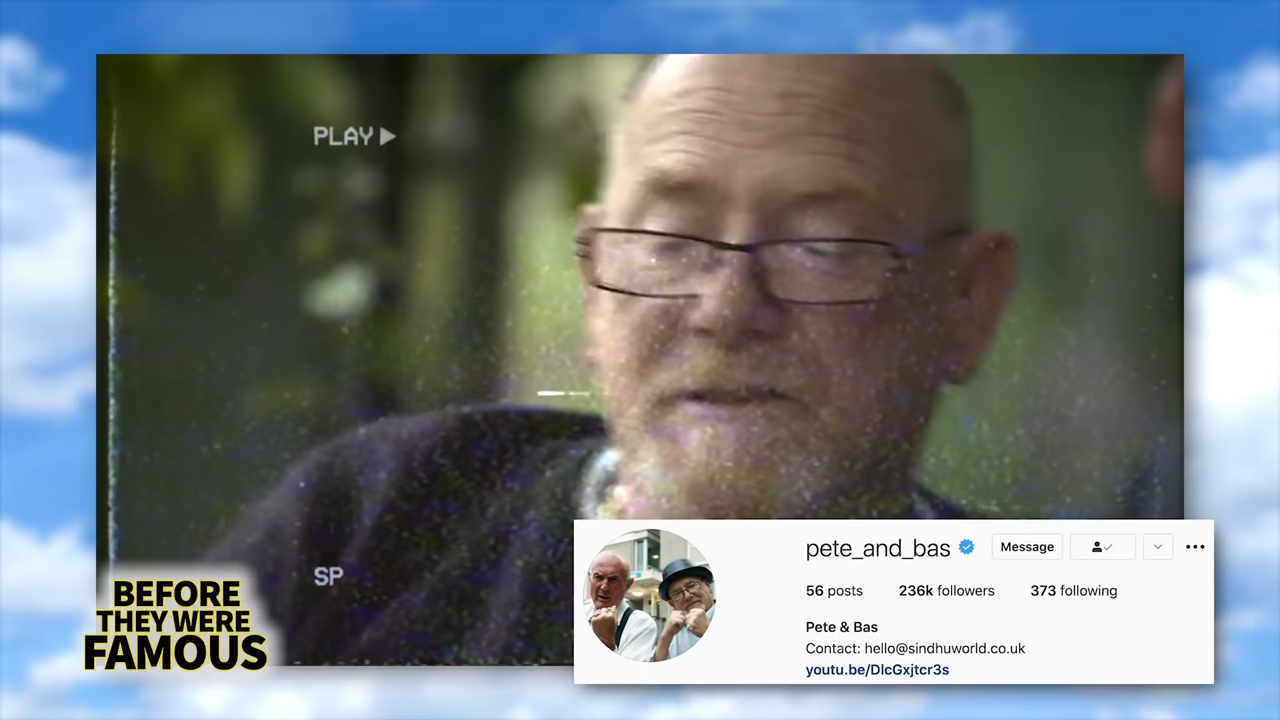 PLAY
SP
BEFORE
THEY WERE
FAMOUS
pete_and_bas
Message
56 posts 236k followers 373 following
Pete & Bas
Contact: hello@sindhuworld.co.uk
youtu.be/DlcGxjtcr3s